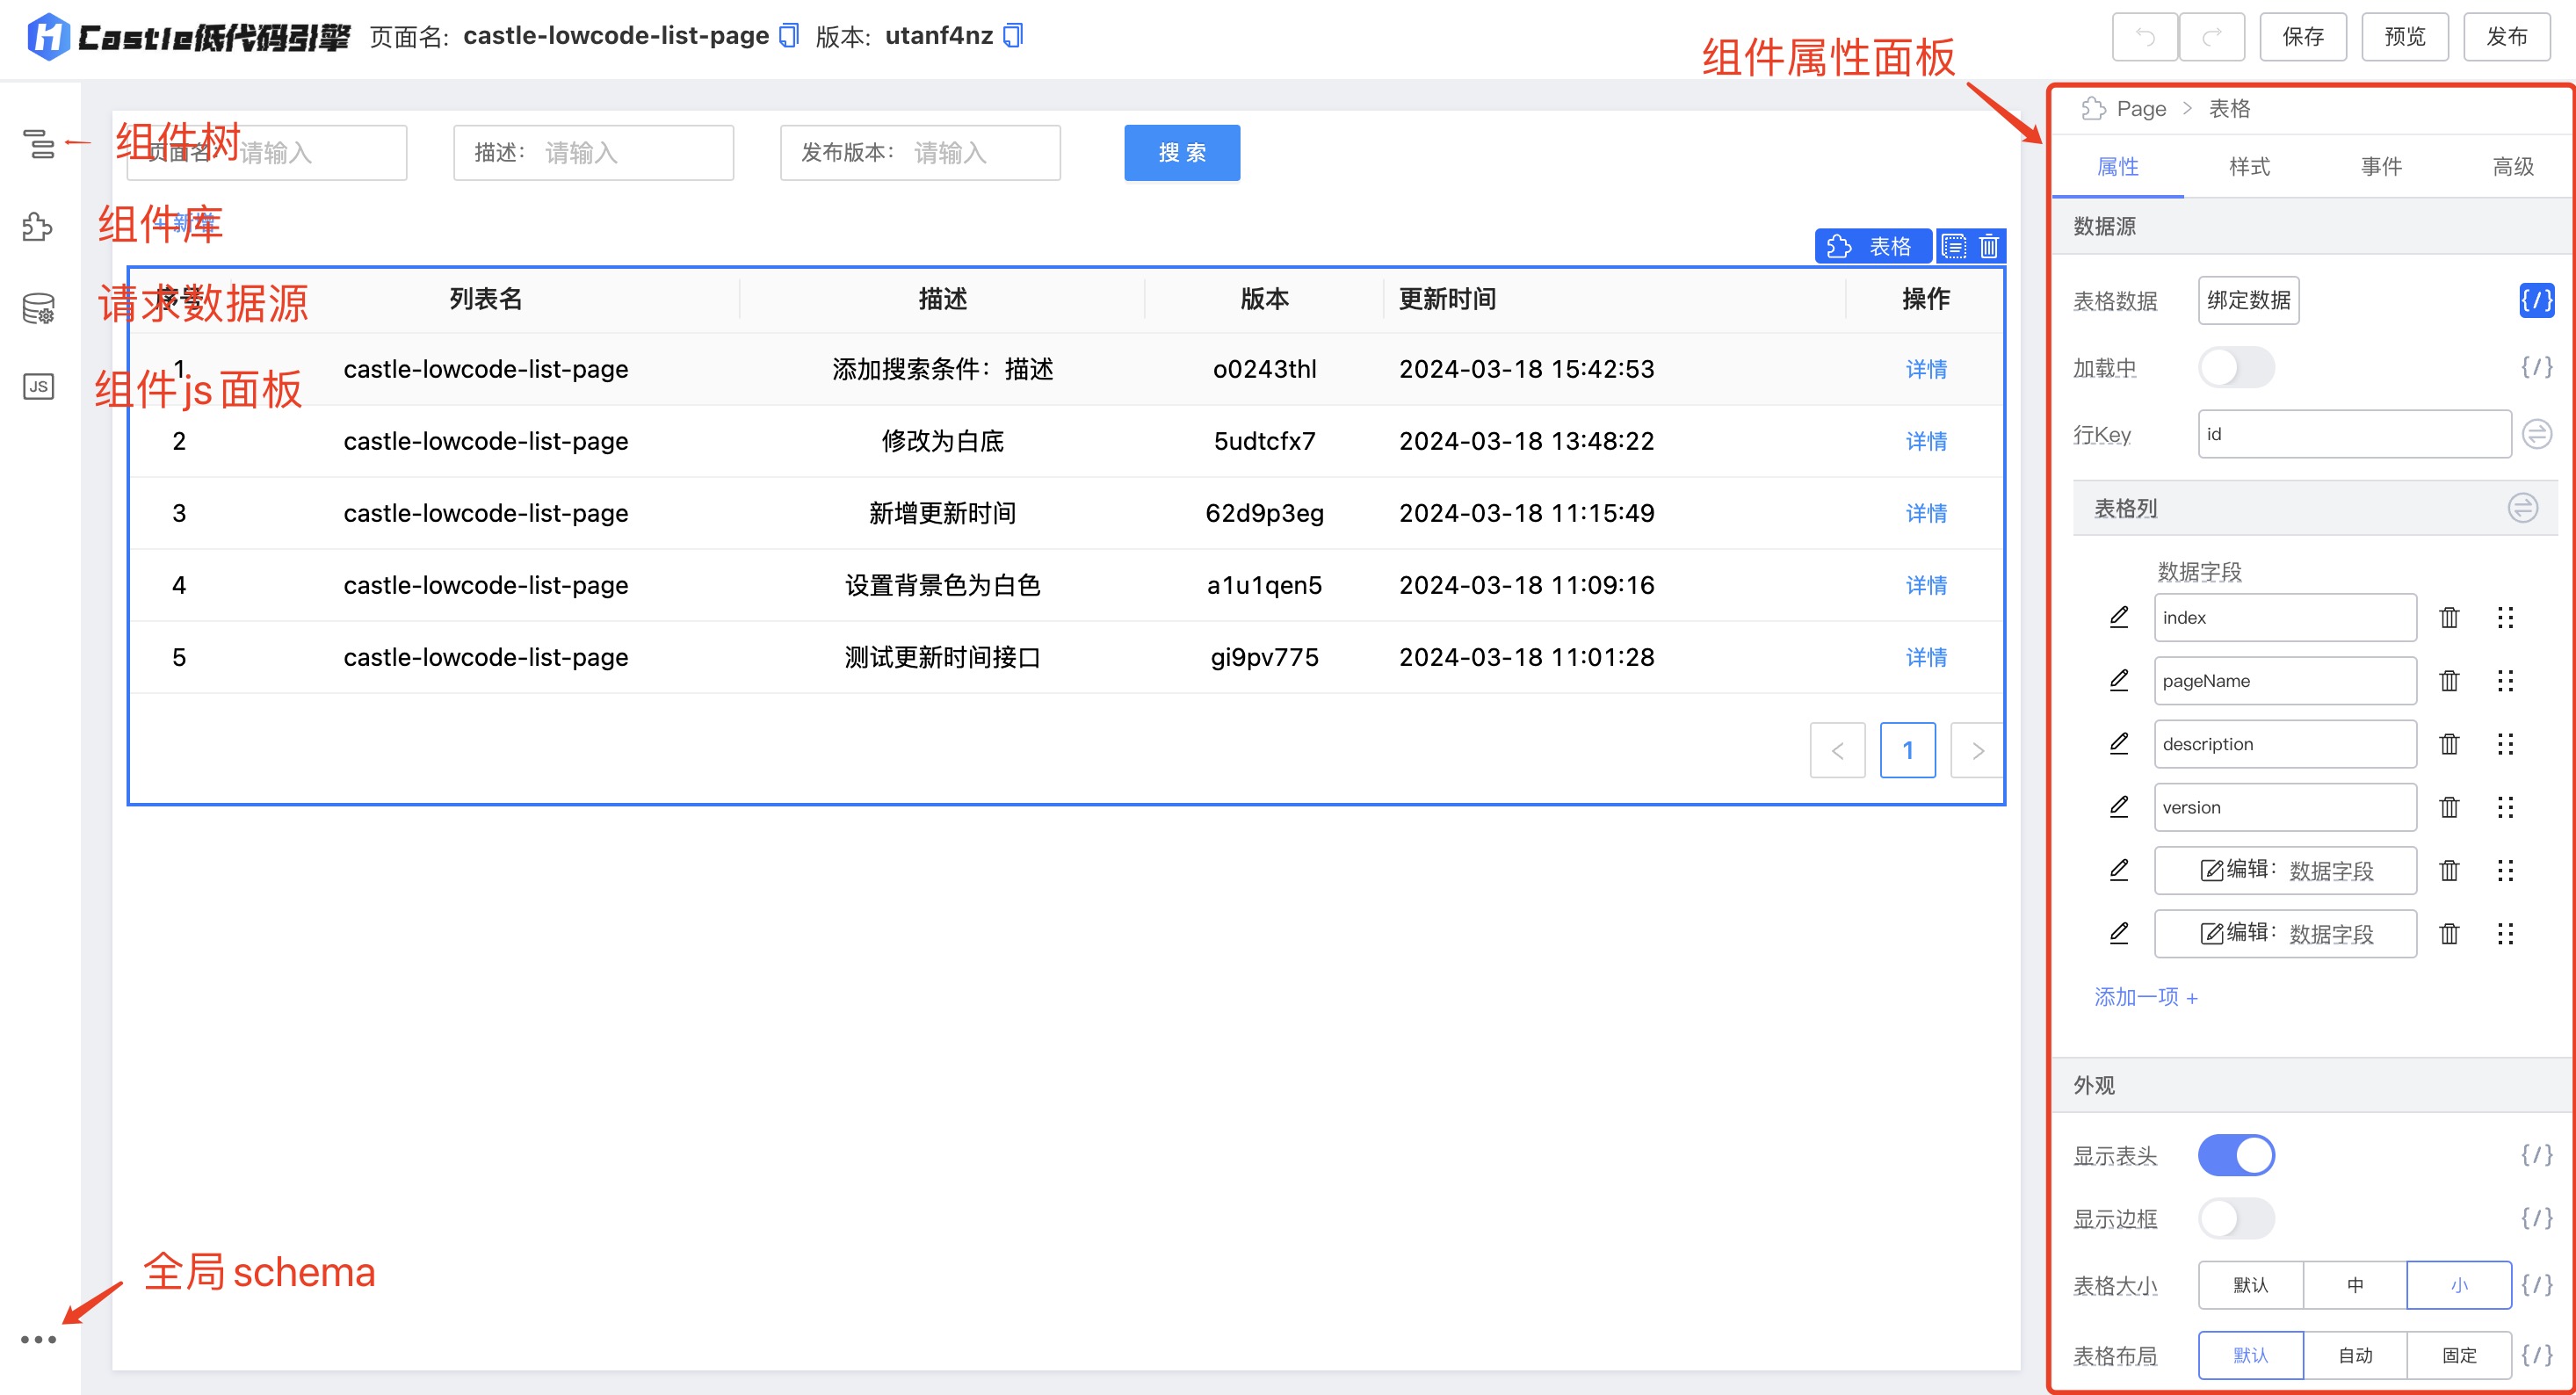 Castle低代码引擎 页面名: castle-lowcode-list-page 版本: utanf4nz
保存 预览 发布
组件属性面板
组件树
页面名: 请输入 描述: 请输入 发布版本: 请输入 搜 索
组件库
+ 新增
表格
请求数据源
序号 列表名 描述 版本 更新时间 操作
组件js面板
JS
1 castle-lowcode-list-page 添加搜索条件：描述 o0243thl 2024-03-18 15:42:53 详情
2 castle-lowcode-list-page 修改为白底 5udtcfx7 2024-03-18 13:48:22 详情
3 castle-lowcode-list-page 新增更新时间 62d9p3eg 2024-03-18 11:15:49 详情
4 castle-lowcode-list-page 设置背景色为白色 a1u1qen5 2024-03-18 11:09:16 详情
5 castle-lowcode-list-page 测试更新时间接口 gi9pv775 2024-03-18 11:01:28 详情
< 1 >
全局schema
Page > 表格
属性 样式 事件 高级
数据源
表格数据 绑定数据 {/}
加载中 {/}
行Key id
表格列
数据字段
index
pageName
description
version
编辑： 数据字段
编辑： 数据字段
添加一项 +
外观
显示表头 {/}
显示边框 {/}
表格大小 默认 中 小 {/}
表格布局 默认 自动 固定 {/}